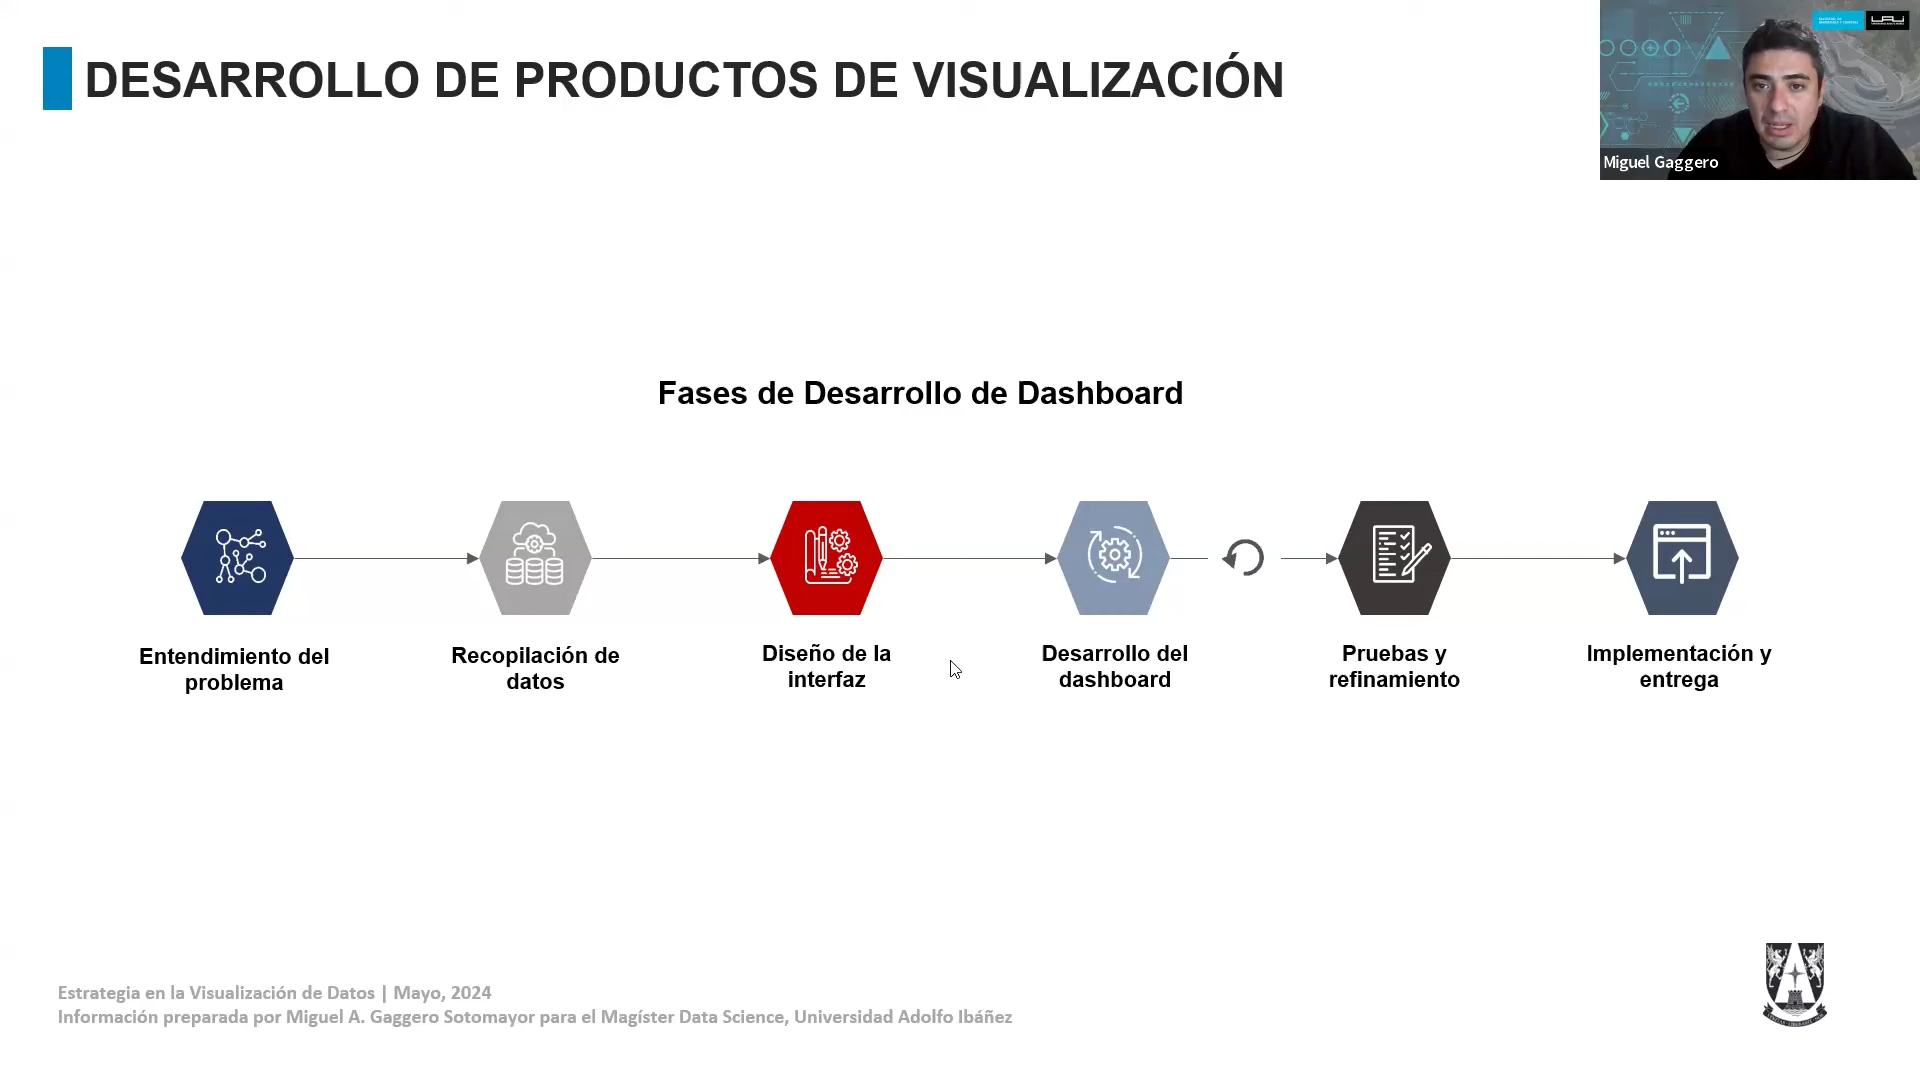 DESARROLLO DE PRODUCTOS DE VISUALIZACIÓN
Miguel Gaggero
Fases de Desarrollo de Dashboard
Entendimiento del
problema
Recopilación de
datos
Diseño de la
interfaz
Desarrollo del
dashboard
Pruebas y
refinamiento
Implementación y
entrega
Estrategia en la Visualización de Datos | Mayo, 2024
Información preparada por Miguel A. Gaggero Sotomayor para el Magíster Data Science, Universidad Adolfo Ibáñez